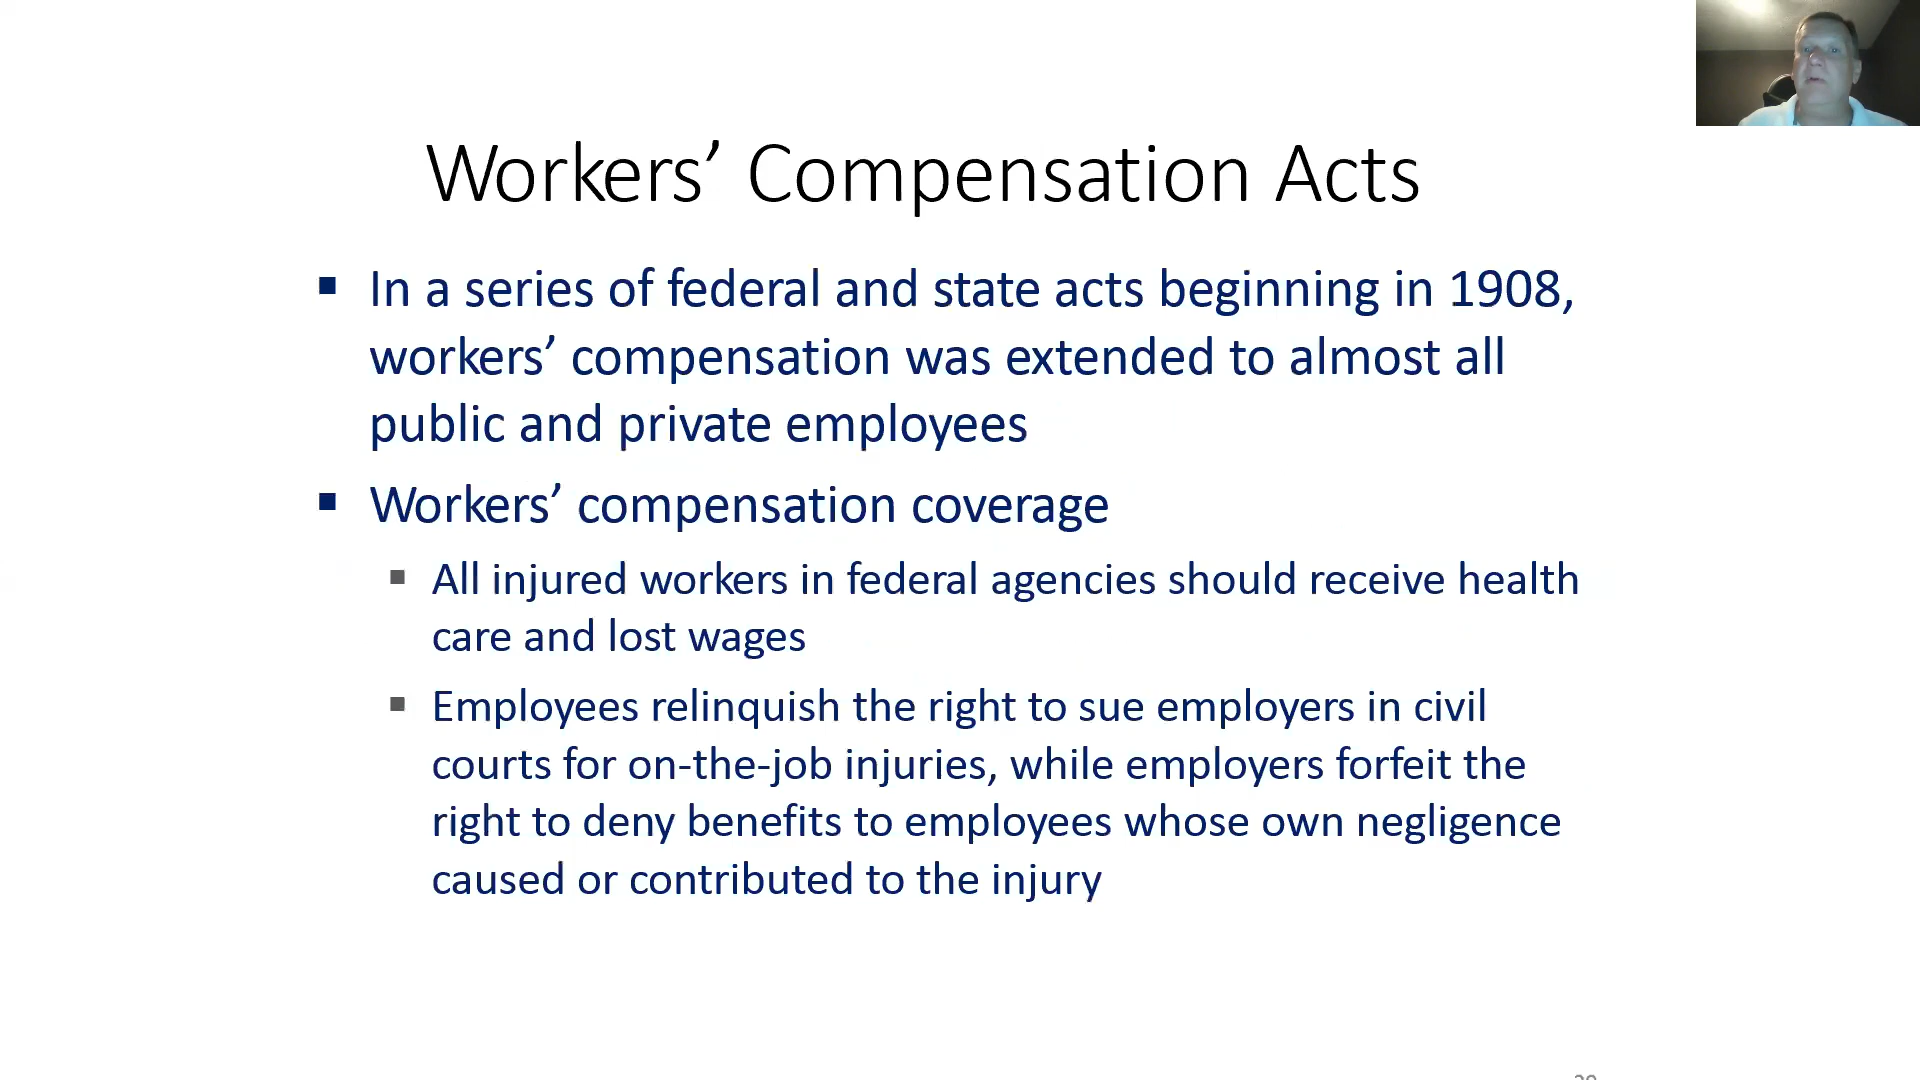 Workers’ Compensation Acts
In a series of federal and state acts beginning in 1908,
workers’ compensation was extended to almost all
public and private employees
Workers’ compensation coverage
All injured workers in federal agencies should receive health
care and lost wages
Employees relinquish the right to sue employers in civil
courts for on-the-job injuries, while employers forfeit the
right to deny benefits to employees whose own negligence
caused or contributed to the injury